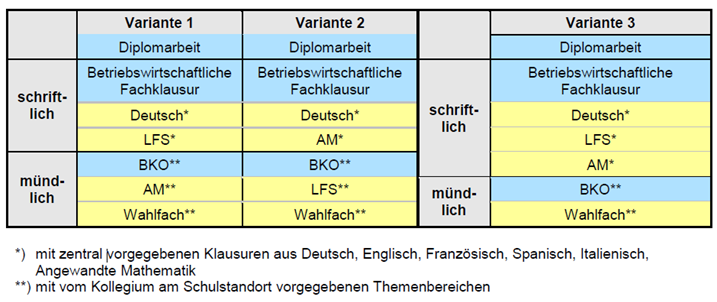 Variante 1 Variante 2 Variante 3
Diplomarbeit Diplomarbeit Diplomarbeit
schrift-
lich
Betriebswirtschaftliche
Fachklausur
Betriebswirtschaftliche
Fachklausur
Deutsch* Deutsch*
LFS* AM*
münd-
lich
BKO** BKO**
AM** LFS**
Wahlfach** Wahlfach**
schrift-
lich
Betriebswirtschaftliche
Fachklausur
Deutsch*
LFS*
AM*
münd-
lich
BKO**
Wahlfach**
*) mit zentral vorgegebenen Klausuren aus Deutsch, Englisch, Französisch, Spanisch, Italienisch,
Angewandte Mathematik
**) mit vom Kollegium am Schulstandort vorgegebenen Themenbereichen